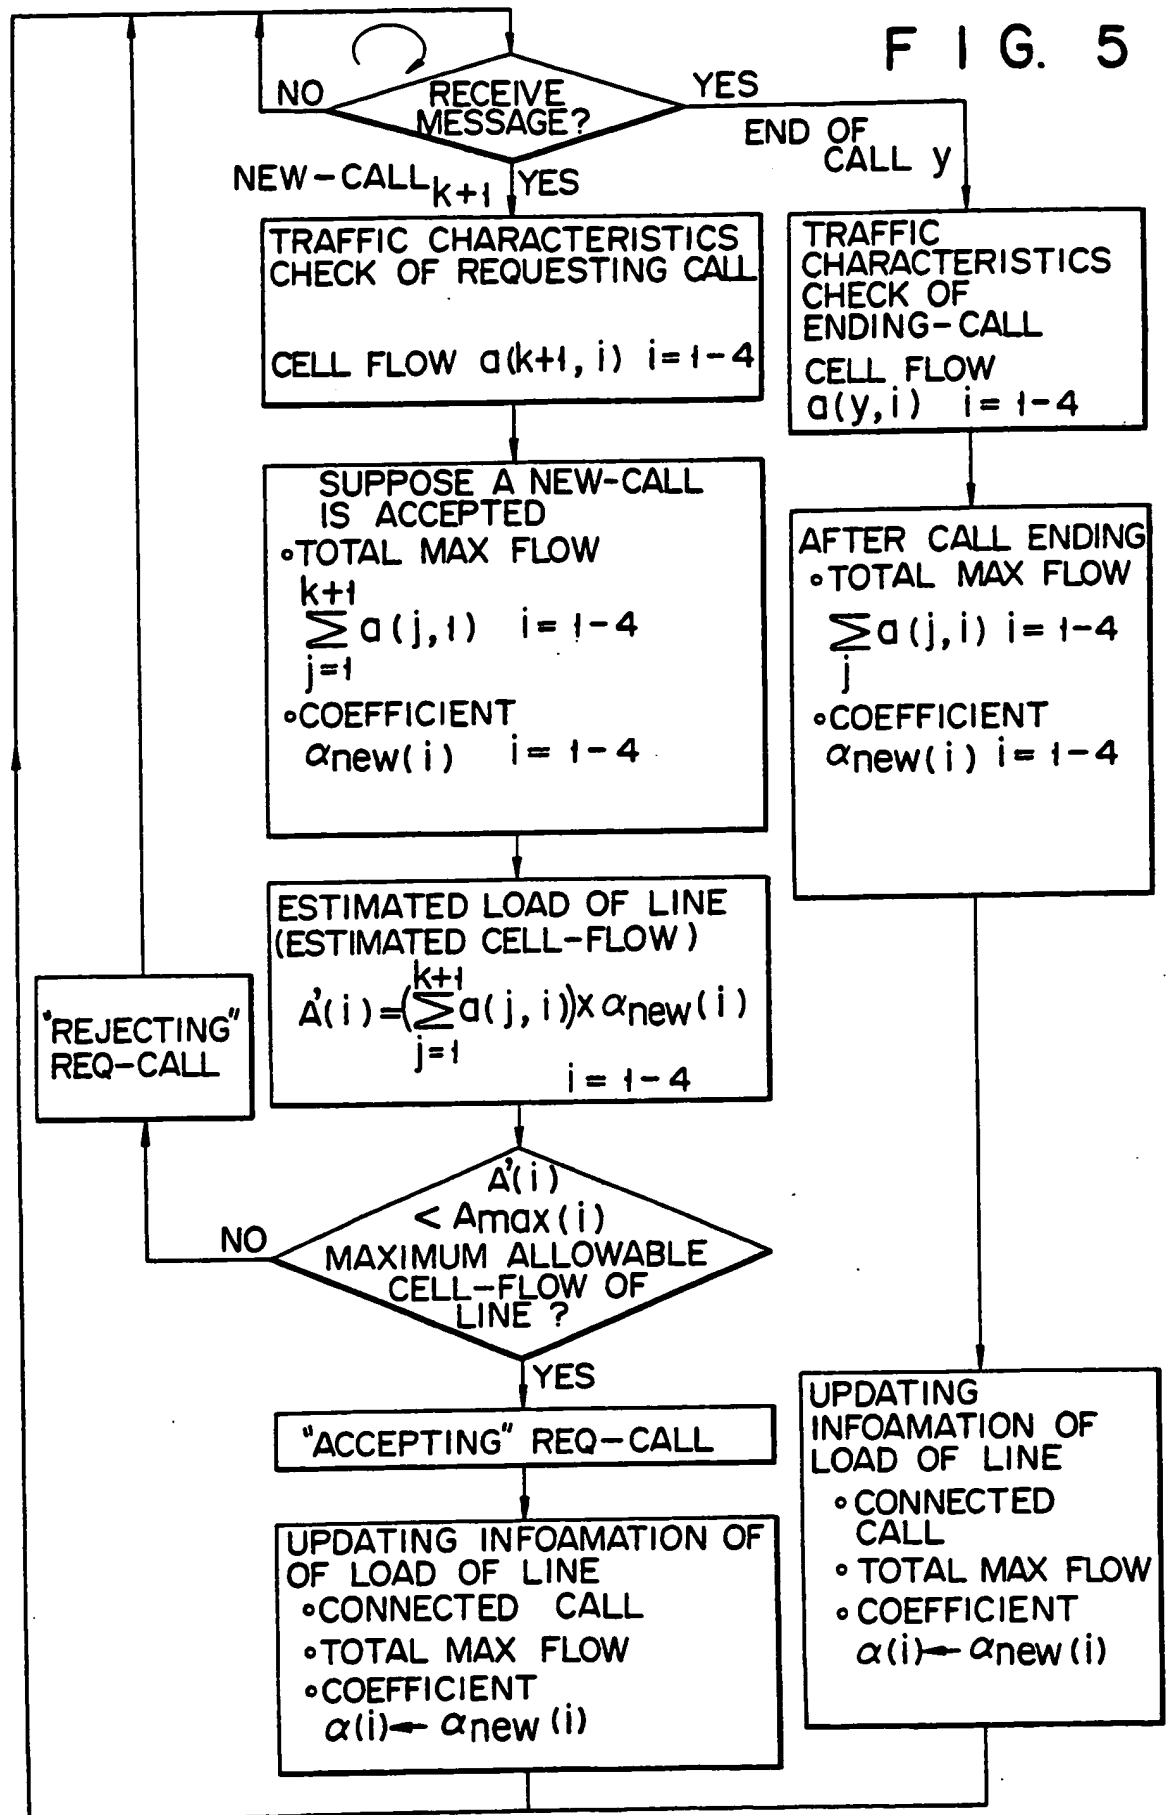 FIG. 5
RECEIVE
MESSAGE?
NO
YES
END OF
CALL y
NEW-CALL k+1
YES
TRAFFIC CHARACTERISTICS
CHECK OF REQUESTING CALL
CELL FLOW a(k+1, i) i=1-4
TRAFFIC
CHARACTERISTICS
CHECK OF
ENDING-CALL
CELL FLOW
a(y,i) i=1-4
SUPPOSE A NEW-CALL
IS ACCEPTED
∘TOTAL MAX FLOW
k+1
∑ a(j,1) i=1-4
j=1
∘COEFFICIENT
αnew(i) i=1-4
AFTER CALL ENDING
∘TOTAL MAX FLOW
∑a(j,i) i=1-4
j
∘COEFFICIENT
αnew(i) i=1-4
ESTIMATED LOAD OF LINE
(ESTIMATED CELL-FLOW)
k+1
A'(i)=(∑a(j,i))×αnew(i)
j=1
i=1-4
"REJECTING"
REQ-CALL
A'(i)
< Amax(i)
MAXIMUM ALLOWABLE
CELL-FLOW OF
LINE ?
NO
YES
"ACCEPTING" REQ-CALL
UPDATING INFOAMATION OF
OF LOAD OF LINE
∘CONNECTED CALL
∘TOTAL MAX FLOW
∘COEFFICIENT
α(i)← αnew(i)
UPDATING
INFOAMATION OF
LOAD OF LINE
∘CONNECTED
CALL
∘TOTAL MAX FLOW
∘COEFFICIENT
α(i)← αnew(i)